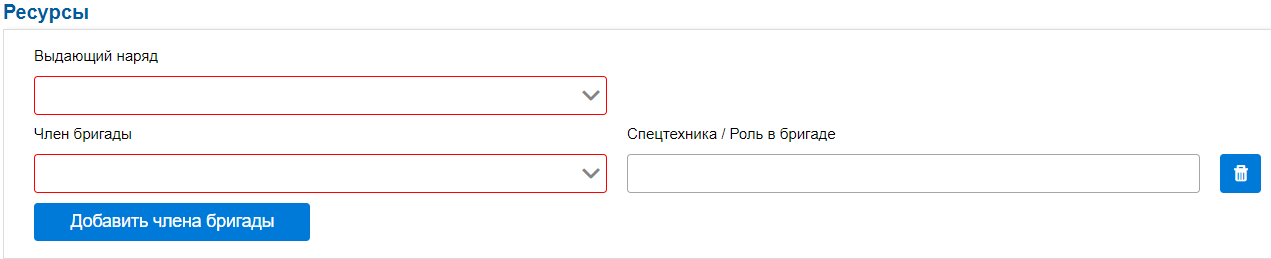 Ресурсы
Выдающий наряд
Член бригады
Спецтехника / Роль в бригаде
Добавить члена бригады